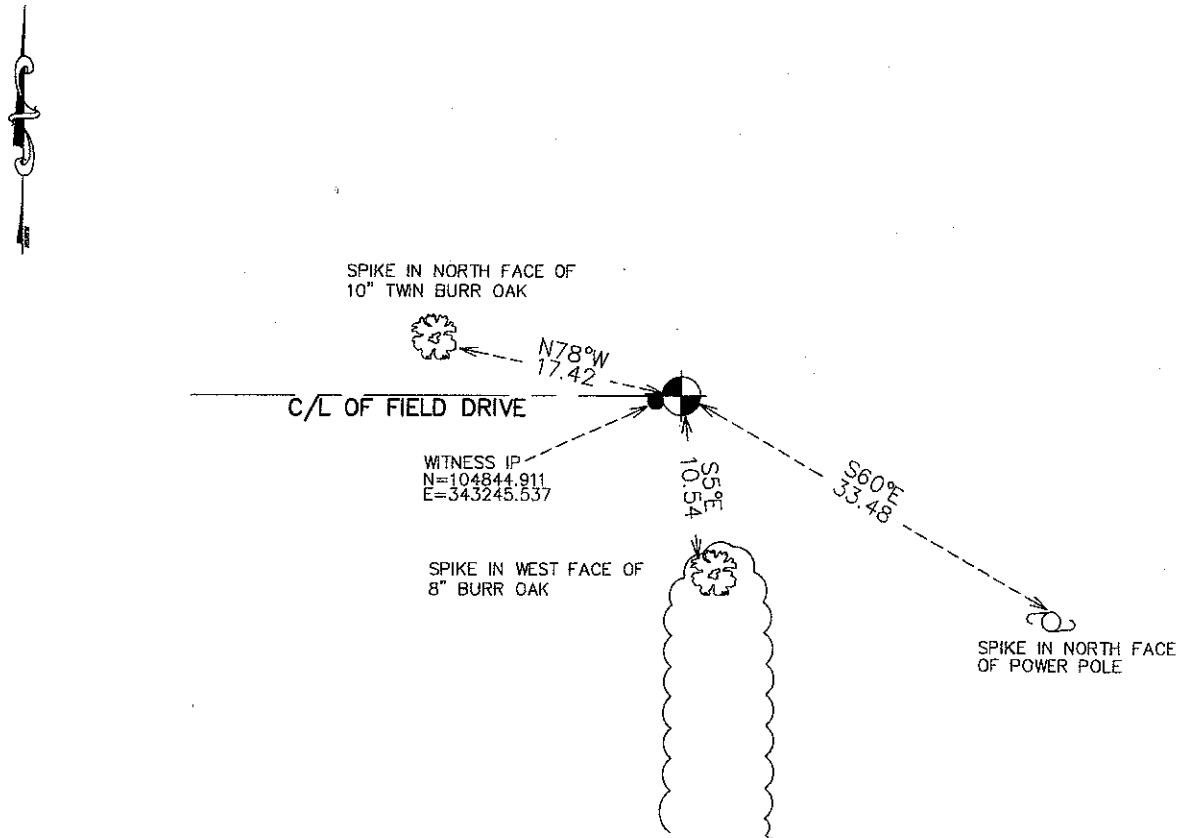 SPIKE IN NORTH FACE OF
10" TWIN BURR OAK
N78°W
17.42
C/L OF FIELD DRIVE
WITNESS IP
N=104844.911
E=343245.537
S5°E
10.54
S60°E
33.48
SPIKE IN WEST FACE OF
8" BURR OAK
SPIKE IN NORTH FACE
OF POWER POLE